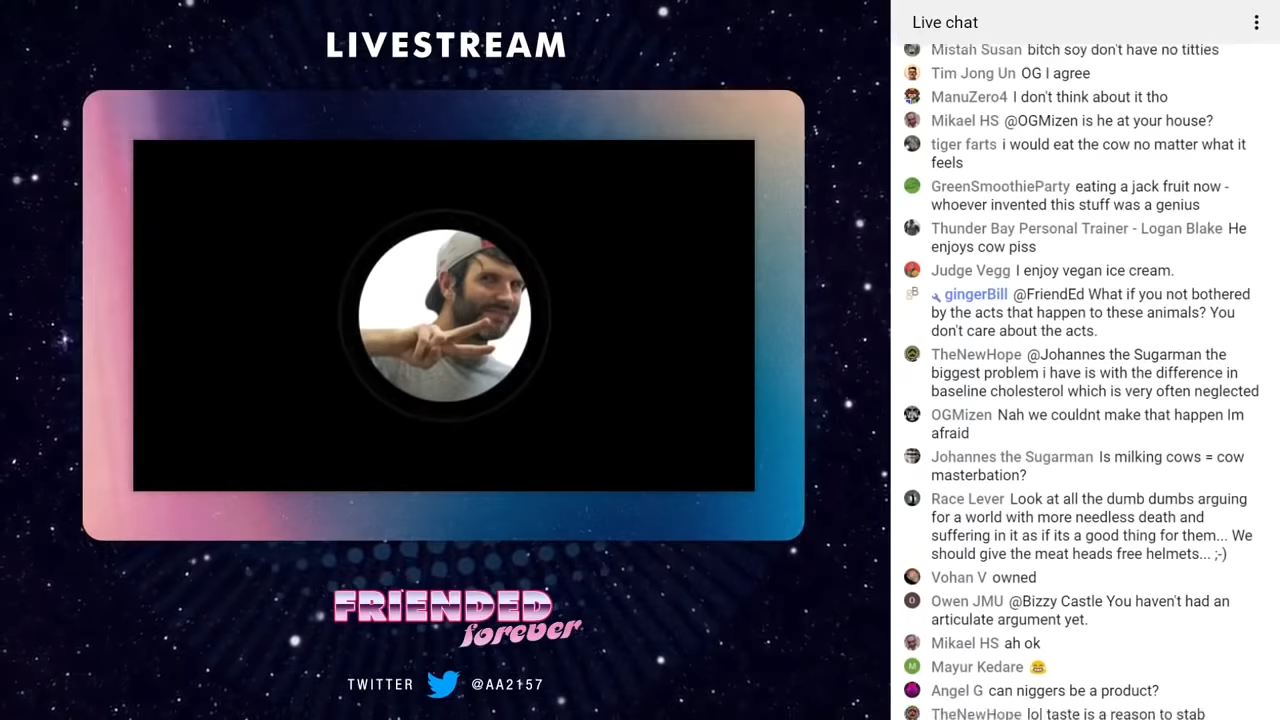 LIVESTREAM
FRIENDED
forever
TWITTER @AA2157
Live chat
Mistah Susan bitch soy don't have no titties
Tim Jong Un OG I agree
ManuZero4 I don't think about it tho
Mikael HS @OGMizen is he at your house?
tiger farts i would eat the cow no matter what it
feels
GreenSmoothieParty eating a jack fruit now -
whoever invented this stuff was a genius
Thunder Bay Personal Trainer - Logan Blake He
enjoys cow piss
Judge Vegg I enjoy vegan ice cream.
B gingerBill @FriendEd What if you not bothered
by the acts that happen to these animals? You
don't care about the acts.
TheNewHope @Johannes the Sugarman the
biggest problem i have is with the difference in
baseline cholesterol which is very often neglected
OGMizen Nah we couldnt make that happen Im
afraid
Johannes the Sugarman Is milking cows = cow
masterbation?
Race Lever Look at all the dumb dumbs arguing
for a world with more needless death and
suffering in it as if its a good thing for them... We
should give the meat heads free helmets... ;-)
Vohan V owned
O Owen JMU @Bizzy Castle You haven't had an
articulate argument yet.
Mikael HS ah ok
M Mayur Kedare 😂
Angel G can niggers be a product?
TheNewHope lol taste is a reason to stab